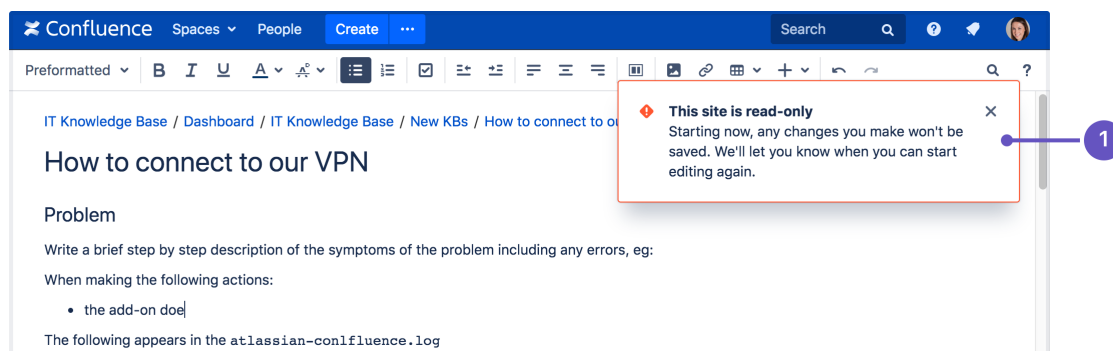 Confluence Spaces People Create ··· Search
Preformatted B I U A
IT Knowledge Base / Dashboard / IT Knowledge Base / New KBs / How to connect to ou
This site is read-only
Starting now, any changes you make won't be
saved. We'll let you know when you can start
editing again.
1
How to connect to our VPN
Problem
Write a brief step by step description of the symptoms of the problem including any errors, eg:
When making the following actions:
• the add-on doe
The following appears in the atlassian-conlfluence.log